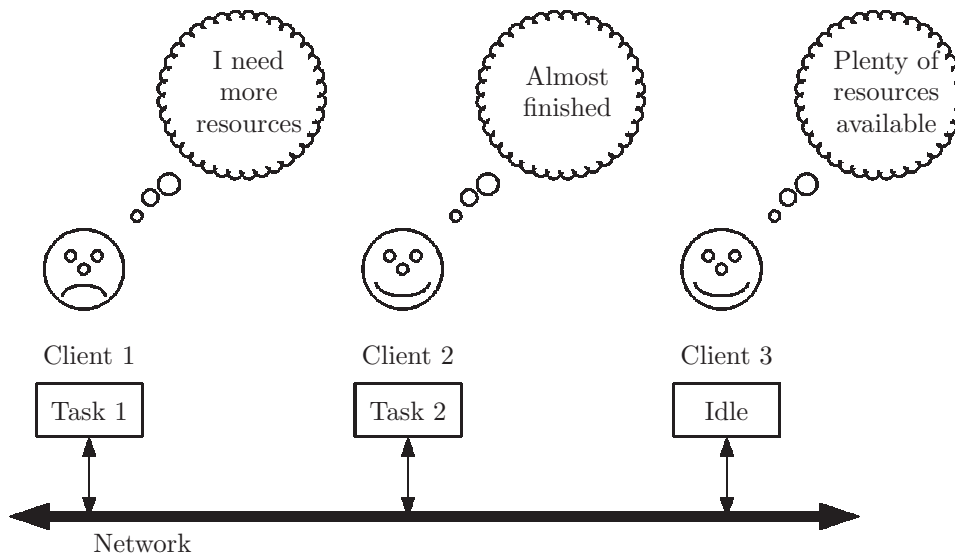 I need
more
resources
Almost
finished
Plenty of
resources
available
Client 1
Client 2
Client 3
Task 1
Task 2
Idle
Network